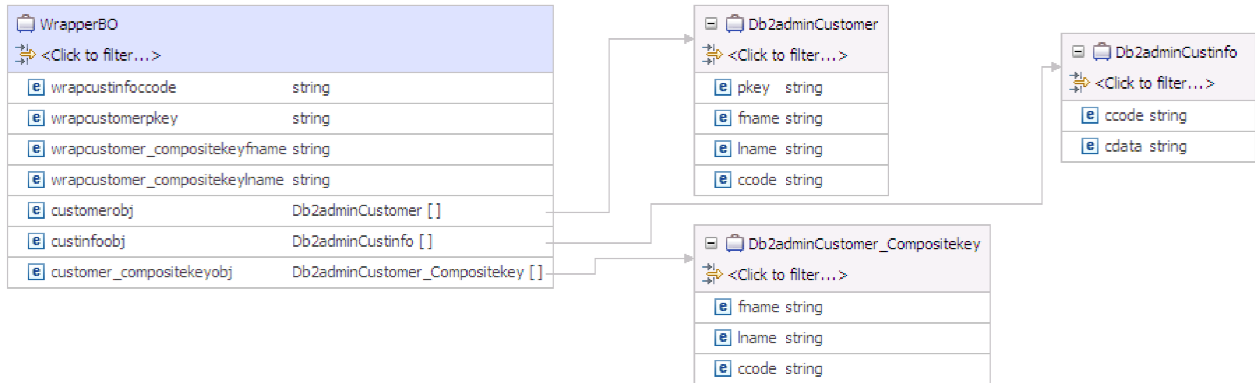 WrapperBO
<Click to filter...>
e wrapcustinfoccode string
e wrapcustomerpkey string
e wrapcustomer_compositekeyfname string
e wrapcustomer_compositekeylname string
e customerobj Db2adminCustomer []
e custinfoobj Db2adminCustinfo []
e customer_compositekeyobj Db2adminCustomer_Compositekey []
Db2adminCustomer
<Click to filter...>
e pkey string
e fname string
e lname string
e ccode string
Db2adminCustinfo
<Click to filter...>
e ccode string
e cdata string
Db2adminCustomer_Compositekey
<Click to filter...>
e fname string
e lname string
e ccode string